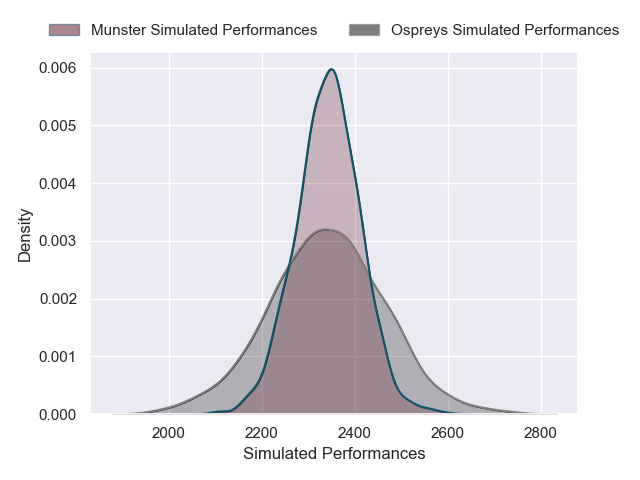 Munster Simulated Performances Ospreys Simulated Performances
0.006
0.005
0.004
0.003
0.002
0.001
0.000
Density
2000 2200 2400 2600 2800
Simulated Performances